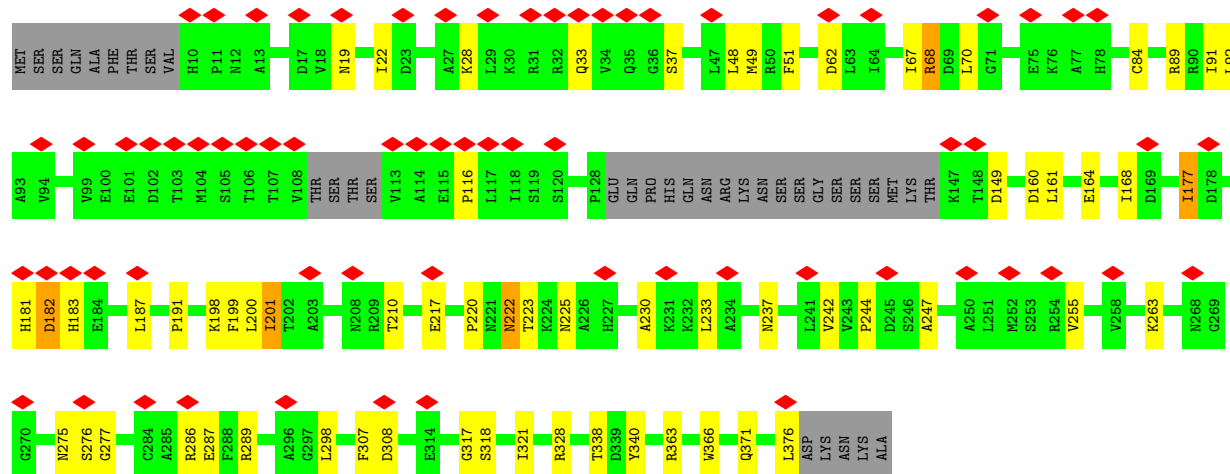 MET SER SER GLN ALA PHE THR SER VAL H10 P11 N12 A13 D17 V18 N19 I22 D23 A27 K28 L29 K30 R31 R32 Q33 V34 Q35 G36 S37 L47 L48 M49 R50 F51 D62 L63 I64 I67 R68 D69 L70 G71 E75 K76 A77 H78 C84 R89 R90 I91
A93 V94 V99 E100 E101 D102 T103 M104 S105 T106 T107 V108 THR SER THR SER V113 A114 E115 P116 L117 I118 S119 S120 P128 GLU GLN PRO HIS GLN ASN ARG LYS ASN SER SER GLY SER SER SER MET LYS THR K147 T148 D149 D160 L161 E164 I168 D169 I177 D178
H181 D182 H183 E184 L187 P191 K198 F199 L200 I201 T202 A203 N208 R209 T210 E217 P220 N221 N222 T223 K224 N225 A226 H227 A230 K231 K232 L233 A234 N237 L241 V242 V243 P244 D245 S246 A247 A250 L251 M252 S253 R254 V255 V258 K263 N268 G269
G270 N275 S276 G277 C284 A285 R286 E287 F288 R289 A296 G297 L298 F307 D308 E314 G317 S318 I321 R328 T338 D339 Y340 R363 W366 Q371 L376 ASP LYS ASN LYS ALA